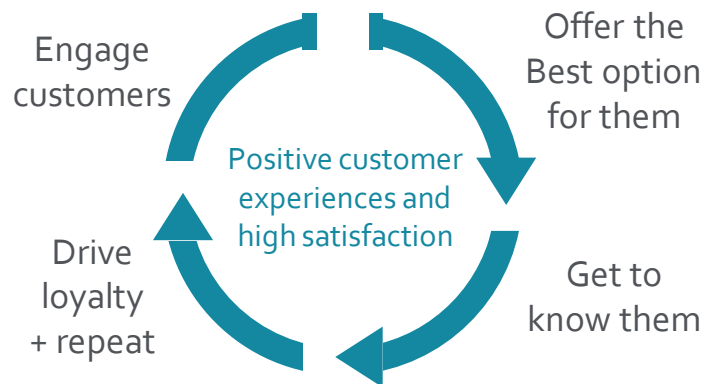 Engage
customers
Offer the
Best option
for them
Positive customer
experiences and
high satisfaction
Drive
loyalty
+ repeat
Get to
know them